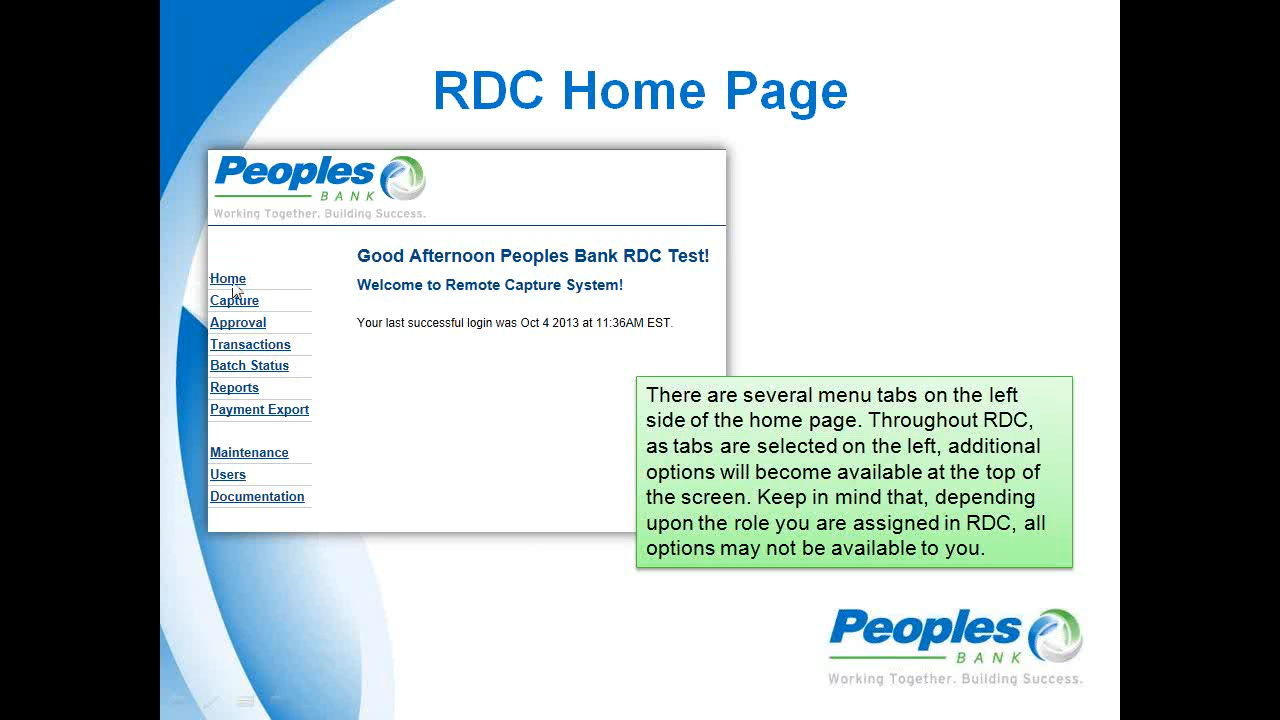 RDC Home Page
Peoples
BANK
Working Together. Building Success.
Good Afternoon Peoples Bank RDC Test!
Welcome to Remote Capture System!
Your last successful login was Oct 4 2013 at 11:36AM EST.
Home
Capture
Approval
Transactions
Batch Status
Reports
Payment Export
Maintenance
Users
Documentation
There are several menu tabs on the left
side of the home page. Throughout RDC,
as tabs are selected on the left, additional
options will become available at the top of
the screen. Keep in mind that, depending
upon the role you are assigned in RDC, all
options may not be available to you.
Peoples
BANK
Working Together. Building Success.